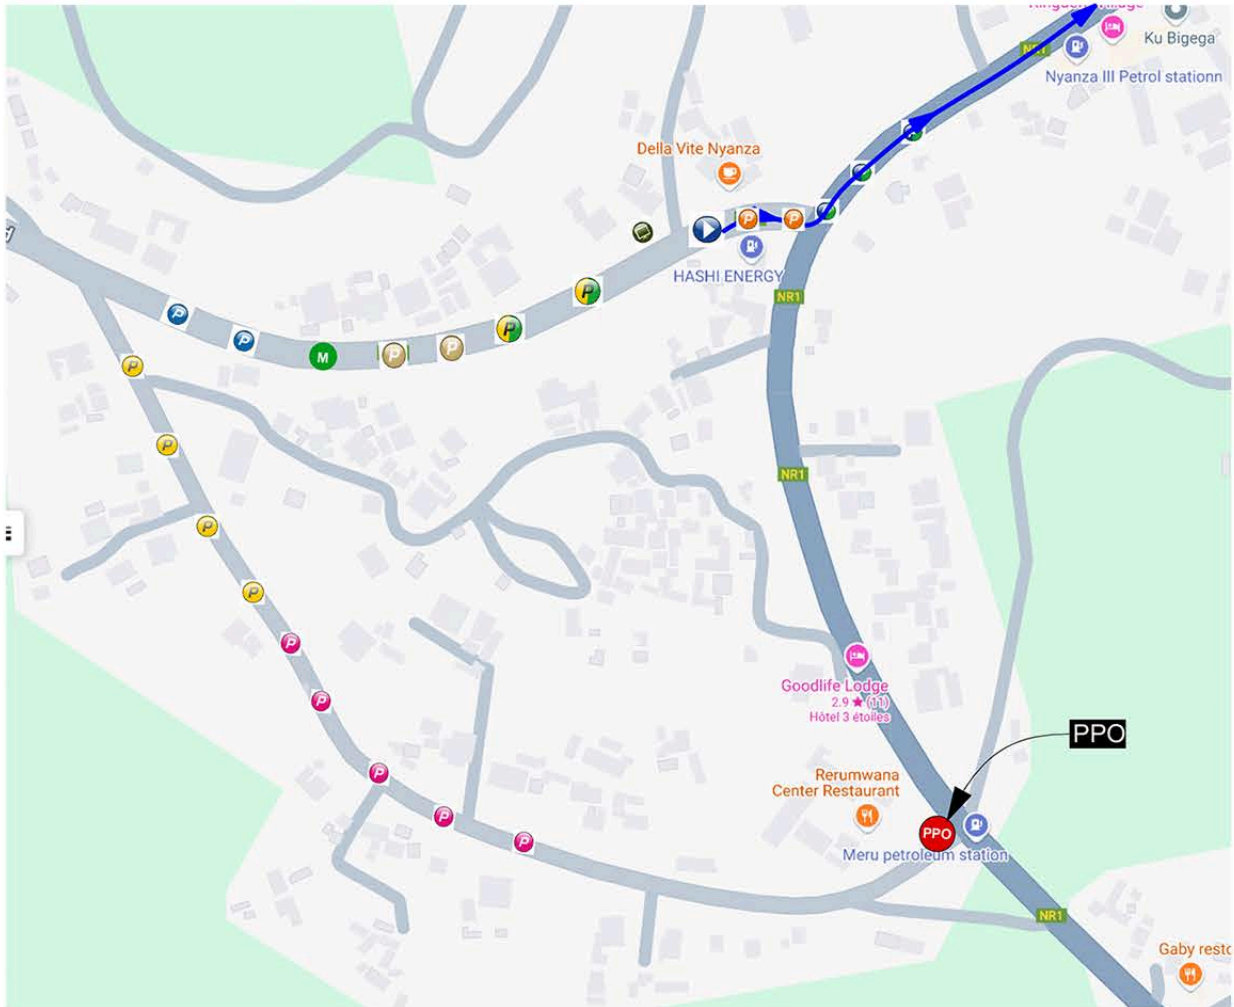 Ku Bigega
NR1
Nyanza III Petrol stationn
Della Vite Nyanza
P
P
HASHI ENERGY
P
NR1
P
P
P
P
P
M
P
P
NR1
P
P
P
P
Goodlife Lodge
2.9 ★ (11)
Hôtel 3 étoiles
P
PPO
Rerumwana
Center Restaurant
P
P
P
PPO
Meru petroleum station
NR1
Gaby resto